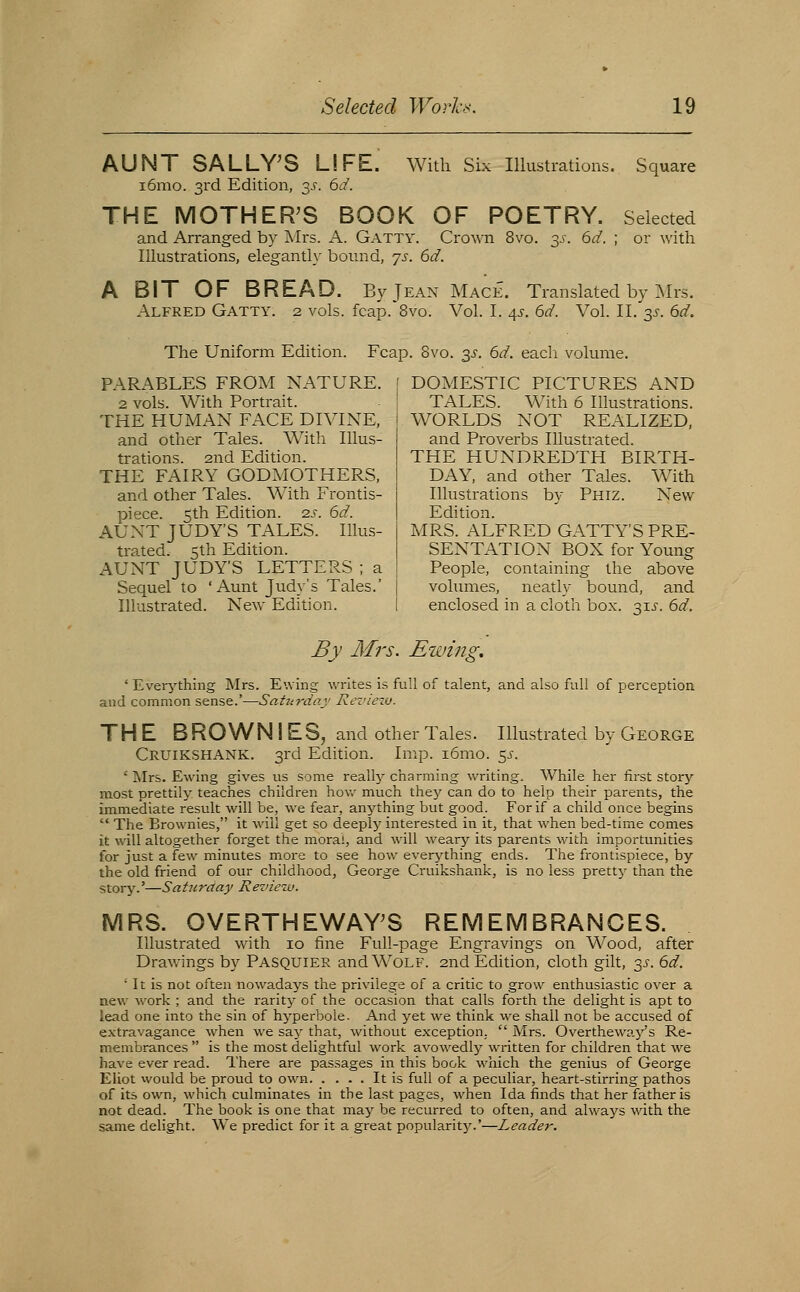 Selected Works. 19
AUNT SALLY'S LIFE. With Six Illustrations. Square
16mo. 3rd Edition, 3s. 6d.
THE MOTHER'S BOOK OF POETRY. Selected
and Arranged by Mrs. A. GATTY. Crown 8vo. 3s. 6d. ; or with
Illustrations, elegantly bound, 7s. 6d.
A BIT OF BREAD. By JEAN MACÉ. Translated by Mrs.
ALFRED GATTY. 2 vols. fcap. 8vo. Vol. I. 4s. 6d. Vol. II. 3s. 6d.
The Uniform Edition. Fcap. 8vo. 3s. 6d. each volume.
PARABLES FROM NATURE.
2 vols. With Portrait.
THE HUMAN FACE DIVINE,
and other Tales. With Illus-
trations. 2nd Edition.
THE FAIRY GODMOTHERS,
and other Tales. With Frontis-
piece. 5th Edition. 2s. 6d.
AUNT JUDY'S TALES. Illus-
trated. 5th Edition.
AUNT JUDY'S LETTERS ; a
Sequel to 'Aunt Judy's Tales.'
Illustrated. New Edition.
DOMESTIC PICTURES AND
TALES. With 6 Illustrations.
WORLDS NOT REALIZED,
and Proverbs Illustrated.
THE HUNDREDTH BIRTH-
DAY, and other Tales. With
Illustrations by PHIZ. New
Edition.
MRS. ALFRED GATTY'S PRE-
SENTATION BOX for Young
People, containing the above
volumes, neatly bound, and
enclosed in a cloth box. 31s. 6d.
By Mrs. Ewing.
'Everything Mrs. Ewing writes is full of talent, and also full of perception
and common sense.'—Saturday Review.
THE BROWNIES, and other Tales. Illustrated by GEORGE
CRUIKSHANK. 3rd Edition. Imp. 16mo. 5s.
'Mrs. Ewing gives us some really charming writing. While her first story
most prettily teaches children how much they can do to help their parents, the
immediate result will be, we fear, anything but good. For if a child once begins
“The Brownies,” it will get so deeply interested in it, that when bed-time comes
it will altogether forget the moral, and will weary its parents with importunities
for just a few minutes more to see how everything ends. The frontispiece, by
the old friend of our childhood, George Cruikshank, is no less pretty than the
story.'—Saturday Review.
MRS. OVERTHEWAY'S REMEMBRANCES.
Illustrated with 10 fine Full-page Engravings on Wood, after
Drawings by PASQUIER and WOLF. 2nd Edition, cloth gilt, 3s. 6d.
'It is not often nowadays the privilege of a critic to grow enthusiastic over a
new work ; and the rarity of the occasion that calls forth the delight is apt to
lead one into the sin of hyperbole. And yet we think we shall not be accused of
extravagance when we say that, without exception, “Mrs. Overtheway's Re-
membrances” is the most delightful work avowedly written for children that we
have ever read. There are passages in this book which the genius of George
Eliot would be proud to own. . . . . It is full of a peculiar, heart-stirring pathos
of its own, which culminates in the last pages, when Ida finds that her father is
not dead. The book is one that may be recurred to often, and always with the
same delight. We predict for it a great popularity.'—Leader.